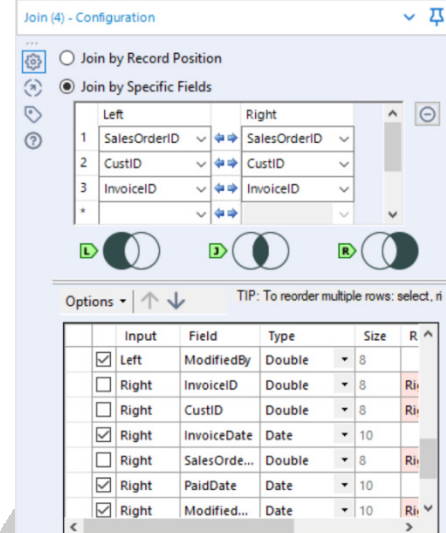 Join (4) - Configuration
Join by Record Position
Join by Specific Fields
Left Right
1 SalesOrderID SalesOrderID
2 CustID CustID
3 InvoiceID InvoiceID
*
L J R
Options TIP: To reorder multiple rows: select, ri
Input Field Type Size R
Left ModifiedBy Double 8
Right InvoiceID Double 8 Ri
Right CustID Double 8 Ri
Right InvoiceDate Date 10
Right SalesOrde... Double 8 Ri
Right PaidDate Date 10
Right Modified... Date 10 Ri